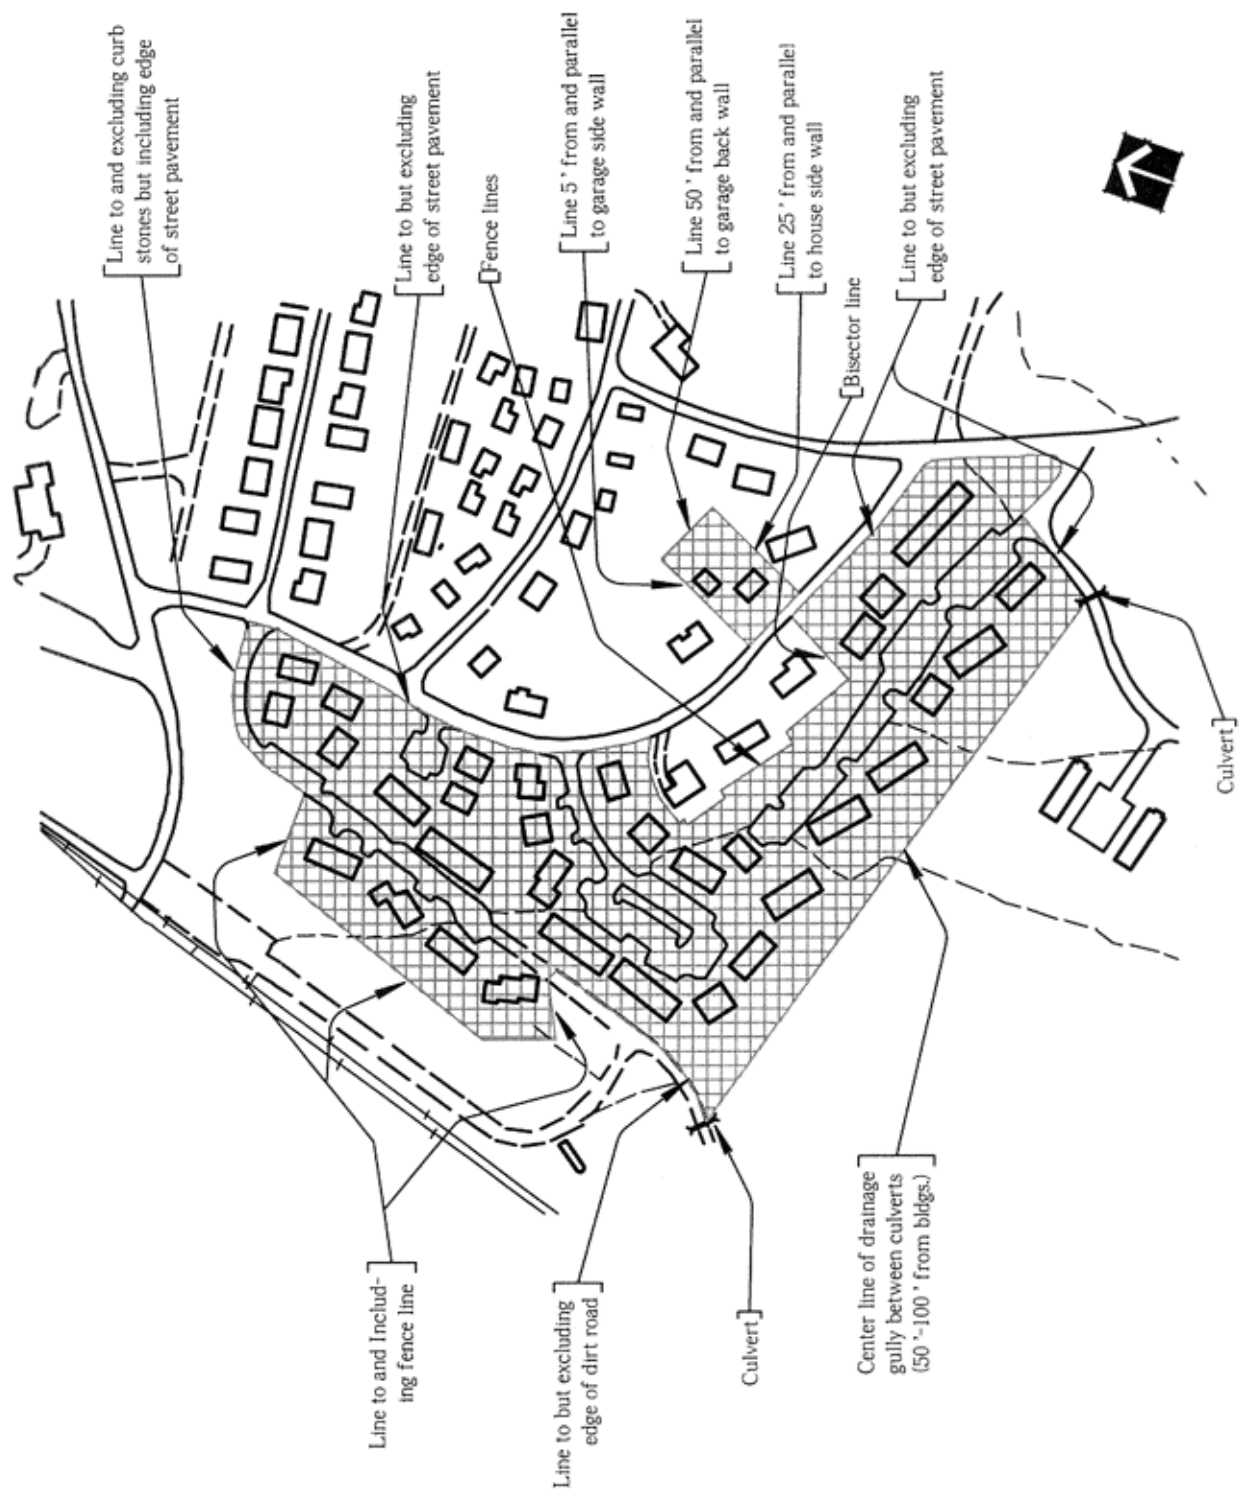 Line to and excluding curb
stones but including edge
of street pavement
Line to but excluding
edge of street pavement
Fence lines
Line 5 ' from and parallel
to garage side wall
Line 50 ' from and parallel
to garage back wall
Line 25 ' from and parallel
to house side wall
Bisector line
Line to but excluding
edge of street pavement
Line to and Includ-
ing fence line
Line to but excluding
edge of dirt road
Culvert
Center line of drainage
gully between culverts
(50 '-100 ' from bldgs.)
Culvert